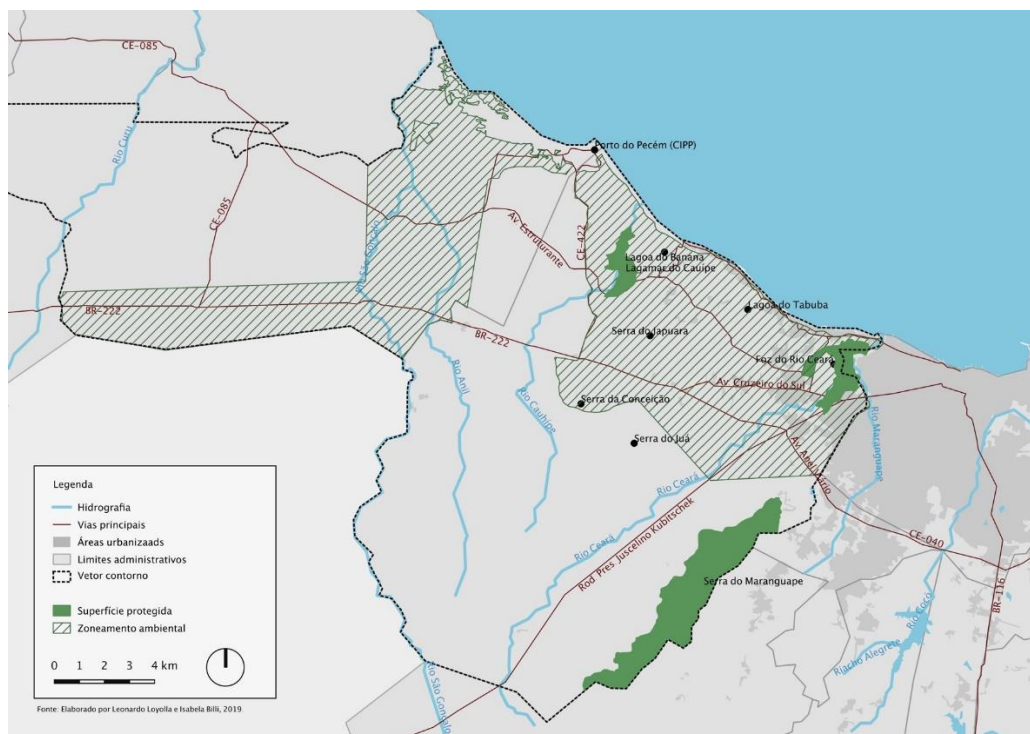 CE-085
Rio Curu
CE-085
Porto do Pecém (CIPP)
Rio São Gonçalo
Av Estruturante
CE-422
Lagoa do Banana
Lagamar do Cauípe
BR-222
Lagoa do Tabuba
BR-222
Serra do Japuara
Foz do Rio Ceará
Av Cruzeiro do Sul
Rio Anil
Rio Cauhipe
Serra da Conceição
Serra do Juá
Rio Maranguape
Rio Ceará
CE-040
Rio Ceará
Rod Pres Juscelino Kubitschek
Serra do Maranguape
BR-116
Rio Cocó
Riacho Alegrete
Rio São Gonçalo
Legenda
Hidrografia
Vias principais
Áreas urbanizaads
Limites administrativos
Vetor contorno
Superfície protegida
Zoneamento ambiental
0 1 2 3 4 km
Fonte: Elaborado por Leonardo Loyolla e Isabela Billi, 2019